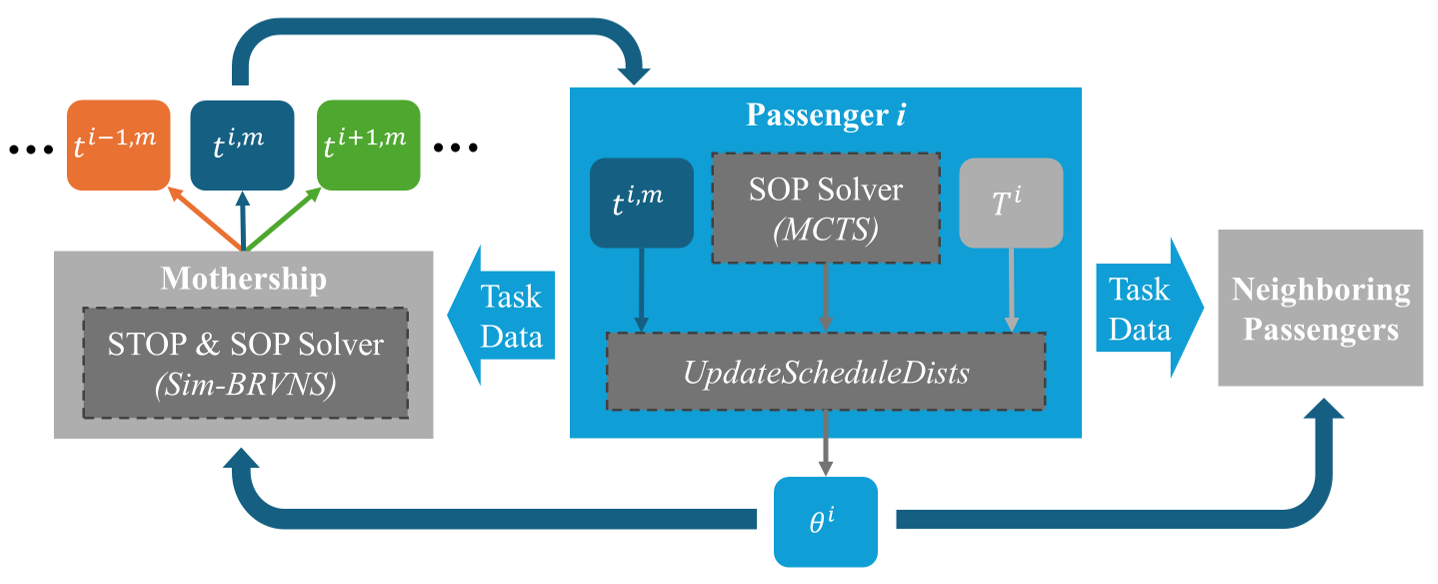 ••• t^{i−1,m} t^{i,m} t^{i+1,m} •••
Mothership
STOP & SOP Solver
(Sim-BRVNS)
Task
Data
Passenger i
t^{i,m}
SOP Solver
(MCTS)
T^i
UpdateScheduleDists
θ^i
Task
Data
Neighboring
Passengers